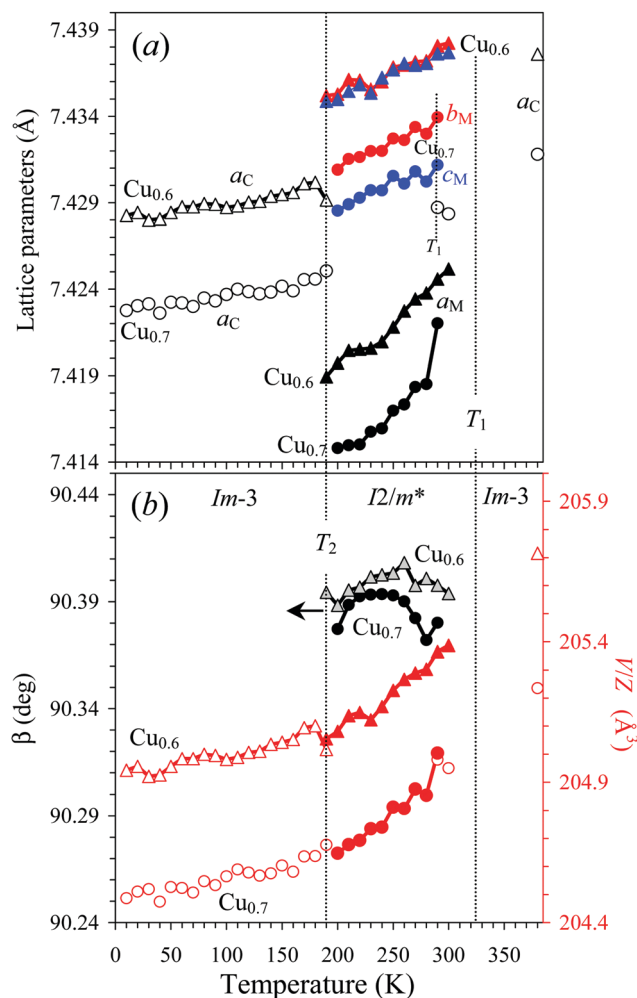 7.439
(a)
Cu0.6
7.434
aC
bM
Cu0.7
7.429
Cu0.6
aC
cM
T1
7.424
Cu0.7
aC
aM
7.419
Cu0.6
T1
Cu0.7
7.414
Lattice parameters (Å)
90.44
(b)
Im-3
I2/m*
Im-3
205.9
T2
Cu0.6
90.39
Cu0.7
205.4
90.34
Cu0.6
204.9
90.29
Cu0.7
90.24
204.4
β (deg)
V/Z (Å3)
0 50 100 150 200 250 300 350
Temperature (K)